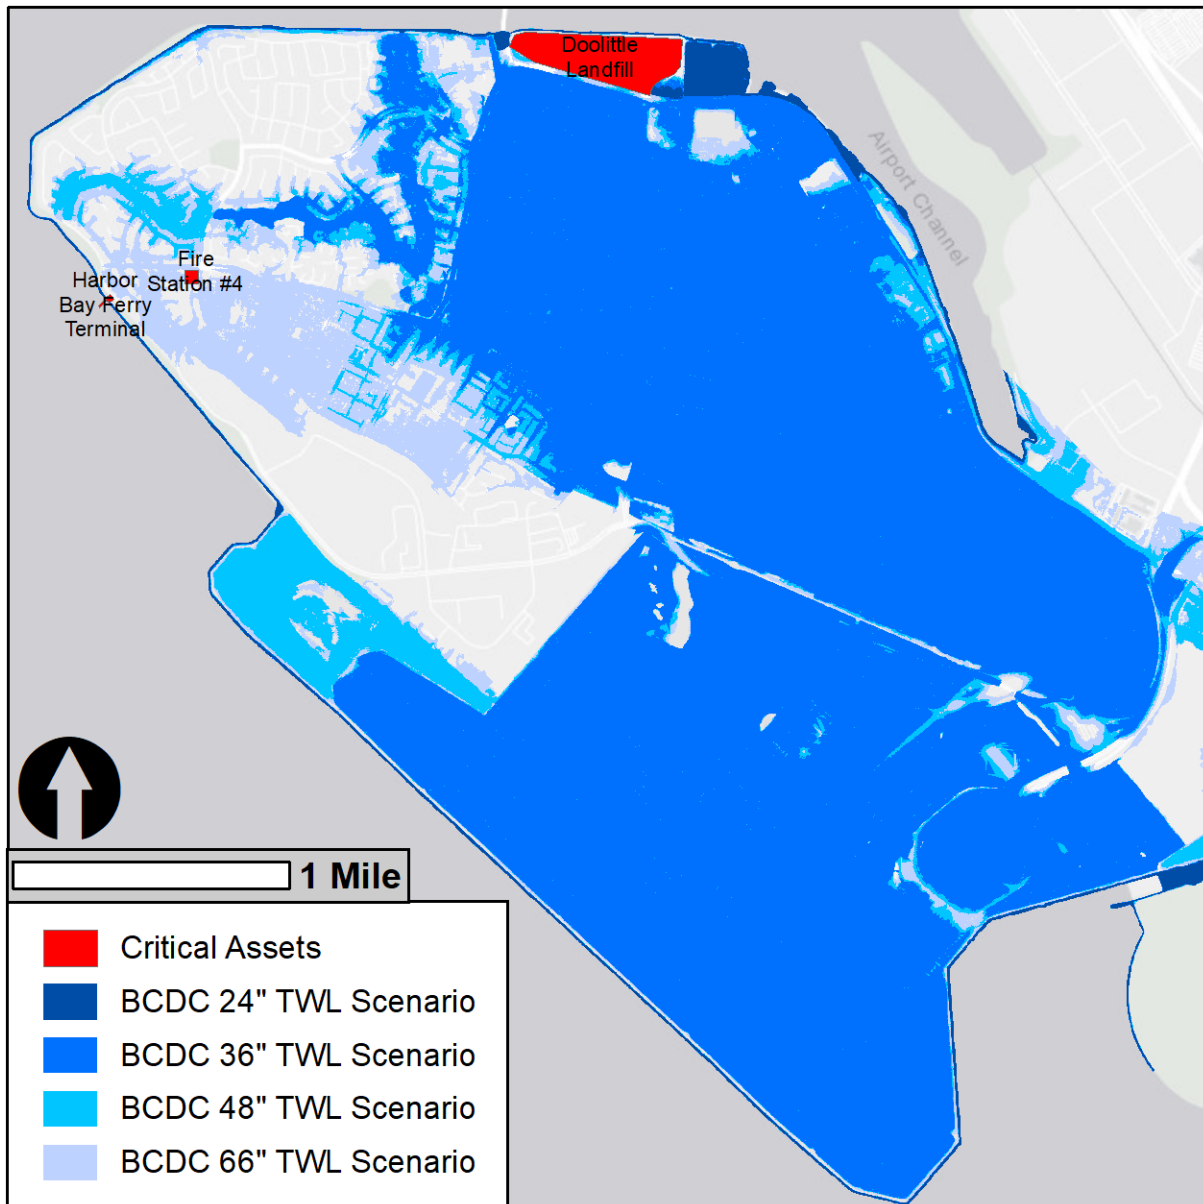 Doolittle
Landfill
Airport Channel
Fire
Station #4
Harbor
Bay Ferry
Terminal
1 Mile
Critical Assets
BCDC 24" TWL Scenario
BCDC 36" TWL Scenario
BCDC 48" TWL Scenario
BCDC 66" TWL Scenario